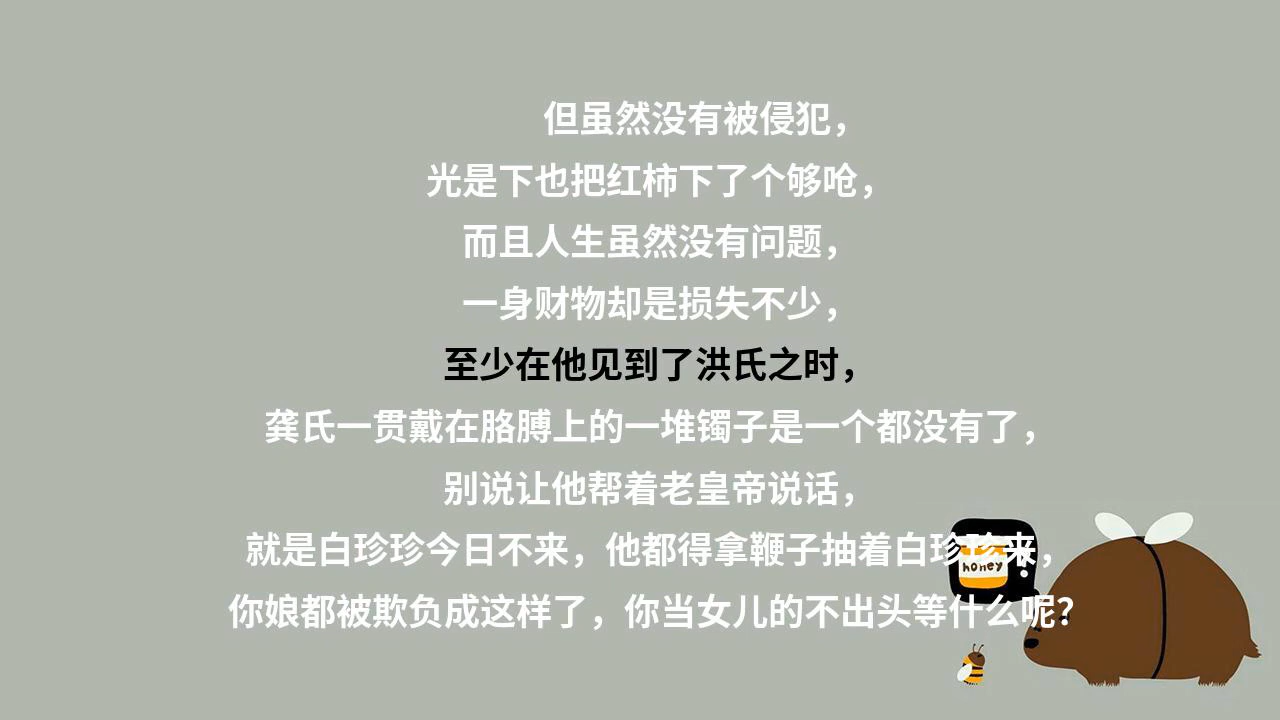 但虽然没有被侵犯，
光是下也把红柿下了个够呛，
而且人生虽然没有问题，
一身财物却是损失不少，
至少在他见到了洪氏之时，
龚氏一贯戴在胳膊上的一堆镯子是一个都没有了，
别说让他帮着老皇帝说话，
就是白珍珍今日不来，他都得拿鞭子抽着白珍珍来，
honey
你娘都被欺负成这样了，你当女儿的不出头等什么呢？